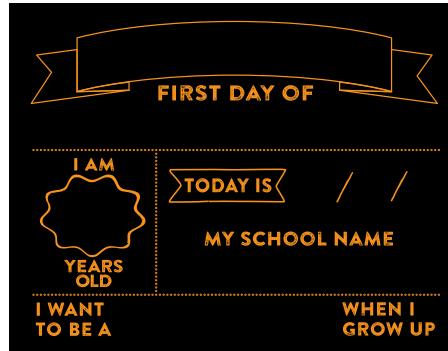 FIRST DAY OF
I AM
YEARS
OLD
TODAY IS / /
MY SCHOOL NAME
I WANT
TO BE A
WHEN I
GROW UP